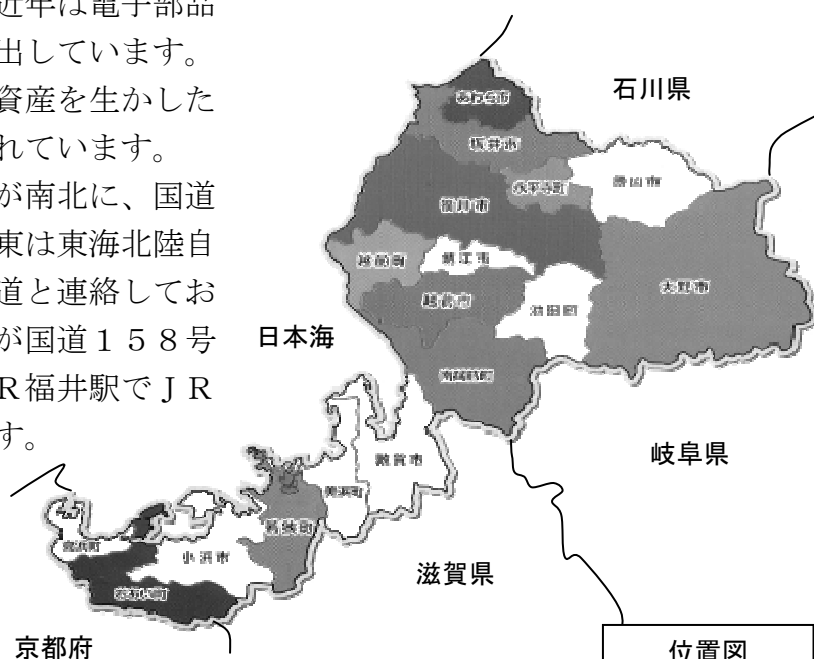 近年は電子部品
出しています。
資産を生かした
れています。
が南北に、国道
東は東海北陸自
道と連絡してお
が国道１５８号
Ｒ福井駅でＪＲ
す。
石川県
あわら市
坂井市
永平寺町
勝山市
福井市
越前町
鯖江市
大野市
越前市
池田町
日本海
南越前町
岐阜県
敦賀市
美浜町
若狭町
高浜町
小浜市
おおい町
滋賀県
京都府
位置図